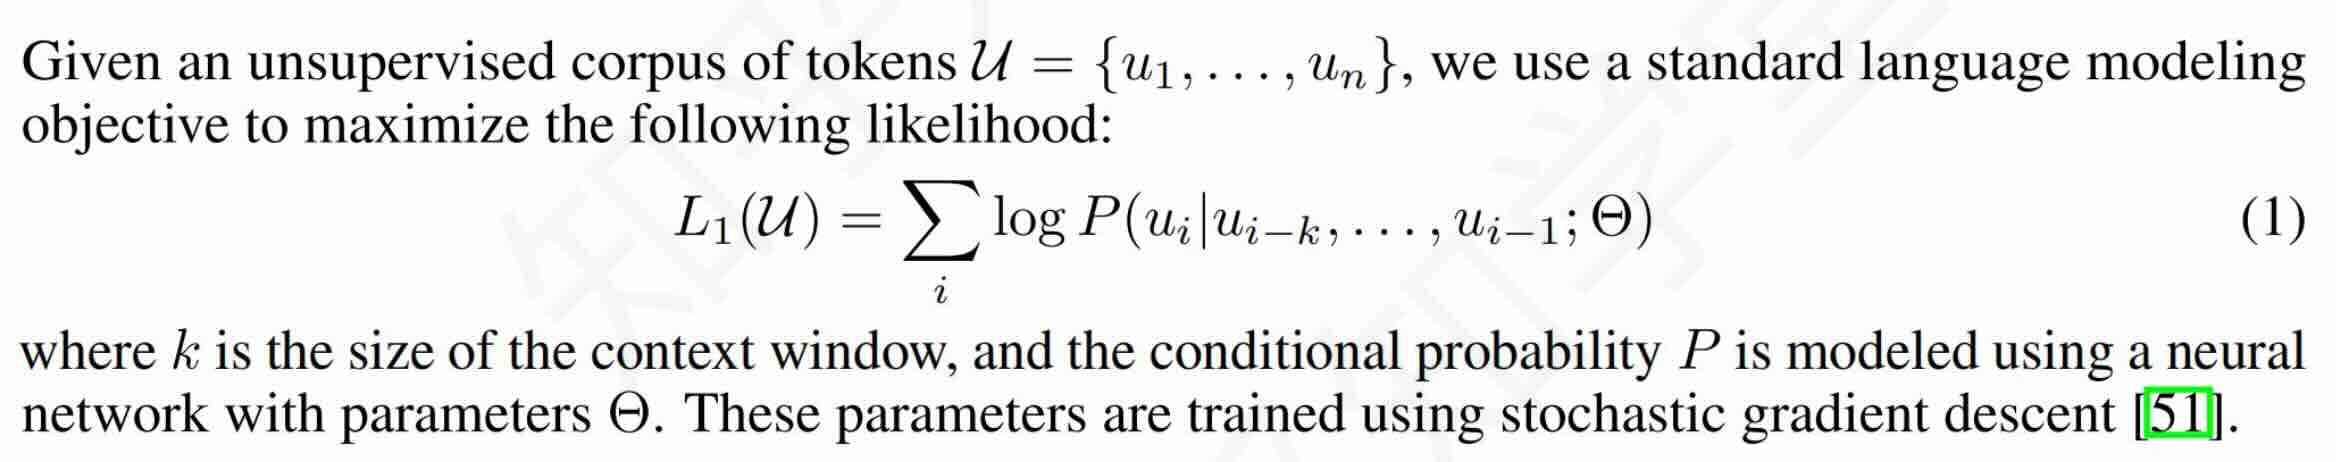 Given an unsupervised corpus of tokens 𝒰 = {u₁, . . . , uₙ}, we use a standard language modeling
objective to maximize the following likelihood:
L₁(𝒰) = ∑ᵢ log P(uᵢ|uᵢ₋ₖ, . . . , uᵢ₋₁; Θ) (1)
where k is the size of the context window, and the conditional probability P is modeled using a neural
network with parameters Θ. These parameters are trained using stochastic gradient descent [51].